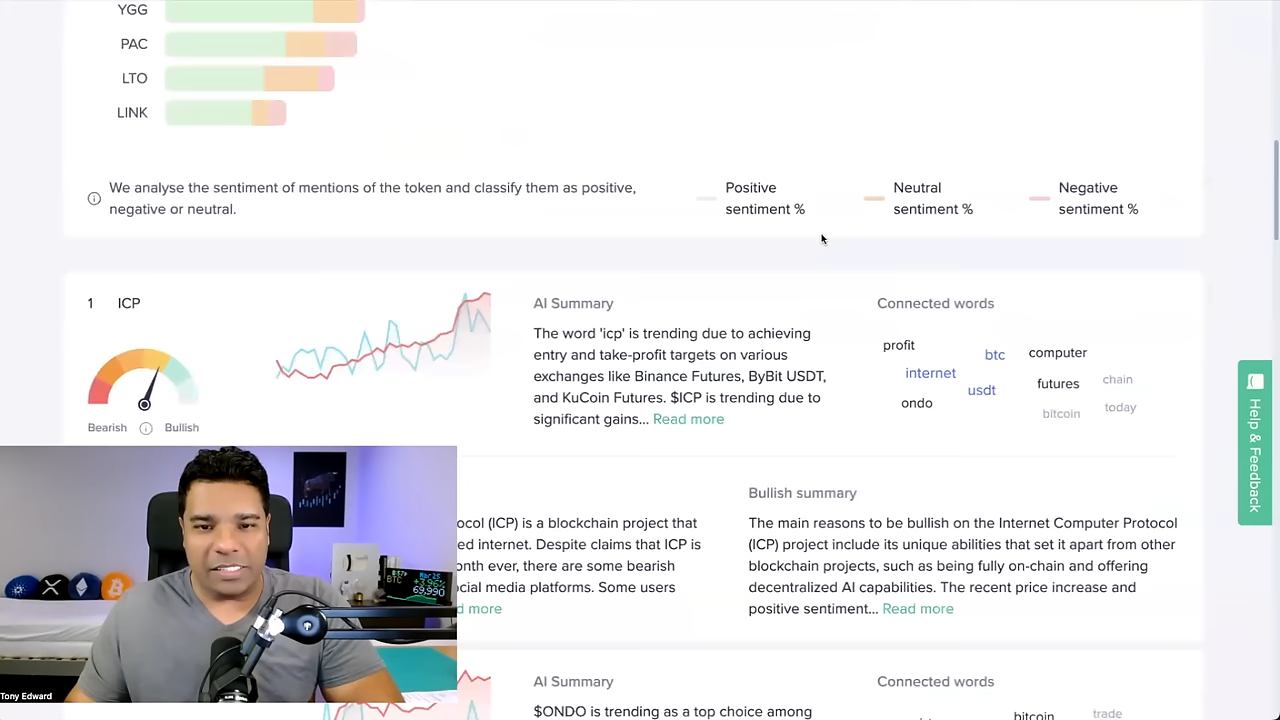 YGG
PAC
LTO
LINK
We analyse the sentiment of mentions of the token and classify them as positive,
negative or neutral.
Positive
sentiment %
Neutral
sentiment %
Negative
sentiment %
1 ICP
Bearish
Bullish
AI Summary
The word 'icp' is trending due to achieving
entry and take-profit targets on various
exchanges like Binance Futures, ByBit USDT,
and KuCoin Futures. $ICP is trending due to
significant gains... Read more
Connected words
profit
btc
computer
internet
usdt
futures
chain
ondo
bitcoin
today
Help & Feedback
ocol (ICP) is a blockchain project that
ed internet. Despite claims that ICP is
onth ever, there are some bearish
ocial media platforms. Some users
d more
Bullish summary
The main reasons to be bullish on the Internet Computer Protocol
(ICP) project include its unique abilities that set it apart from other
blockchain projects, such as being fully on-chain and offering
decentralized AI capabilities. The recent price increase and
positive sentiment... Read more
BTC
+3.96%
69,990
Tony Edward
AI Summary
$ONDO is trending as a top choice among
Connected words
bitcoin
trade